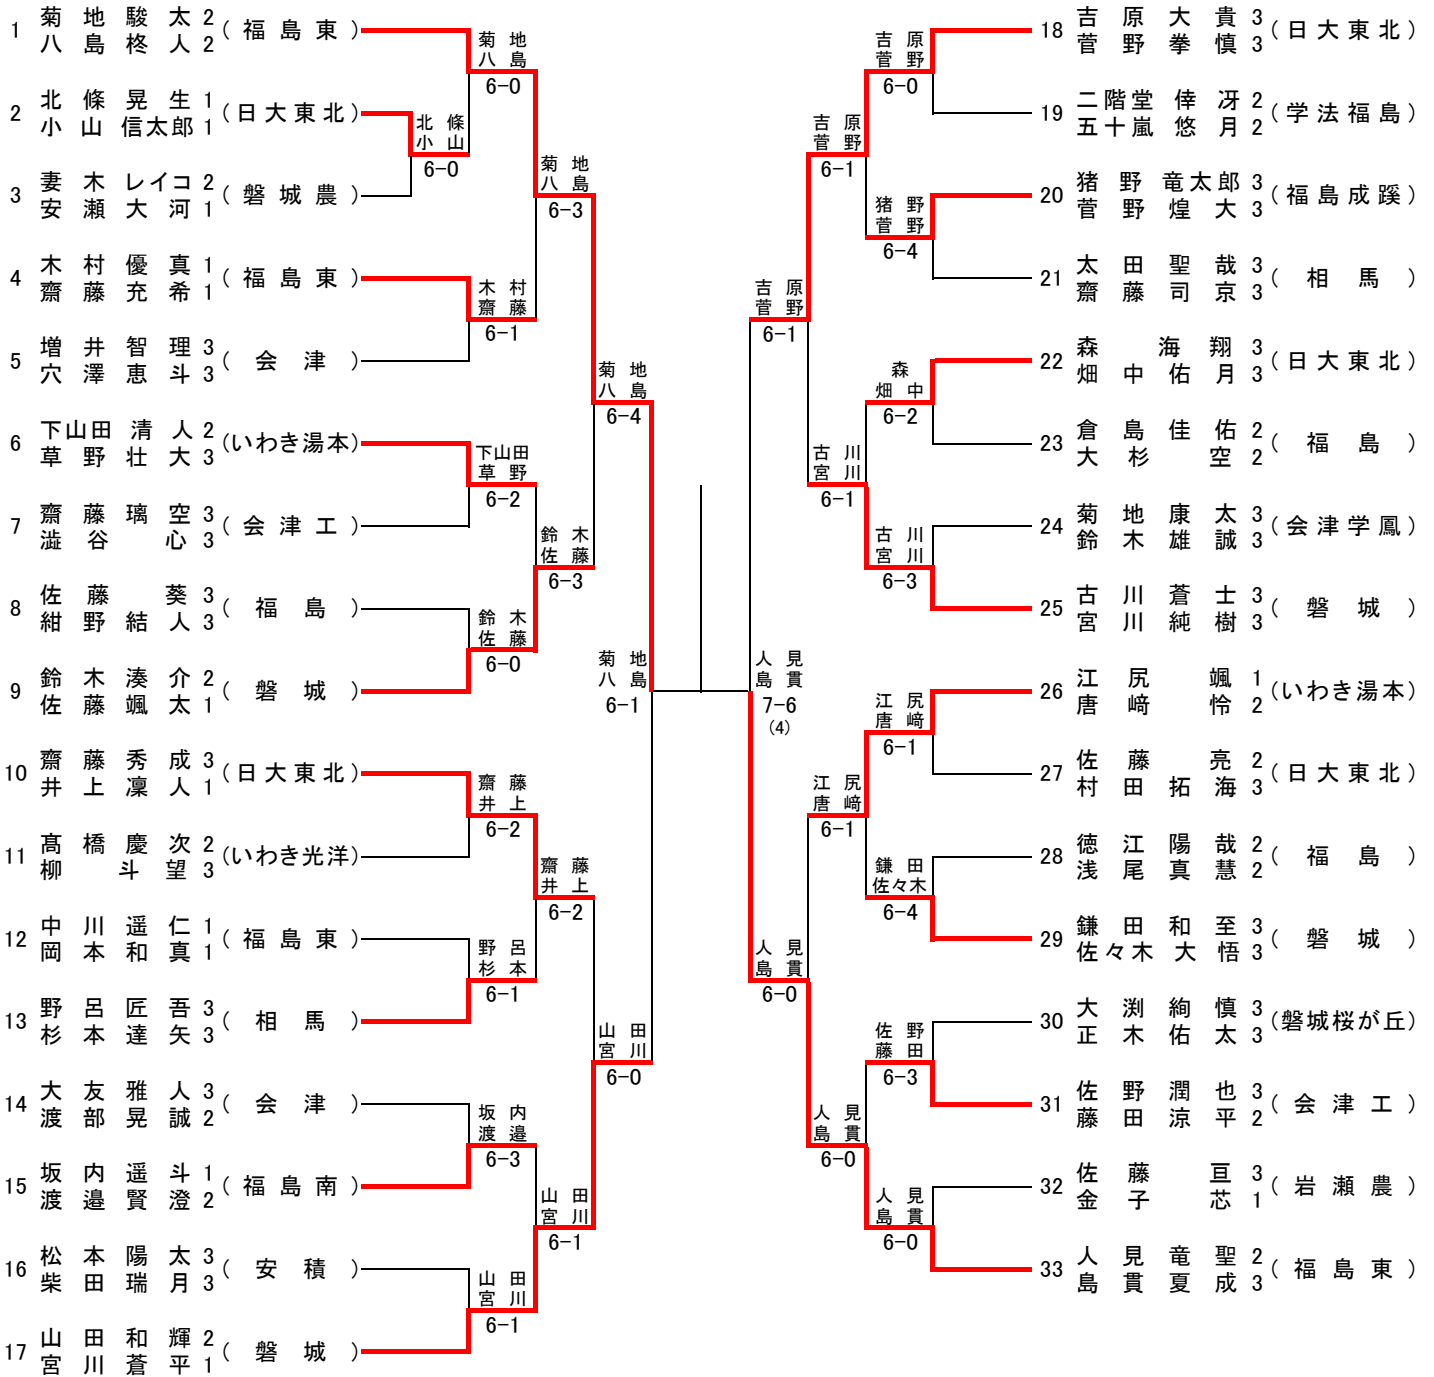 1 菊地駿太 2 (福島東)
八島柊人 2
2 北條晃生 1 (日大東北)
小山信太郎 1
3 妻木レイコ 2 (磐城農)
安瀬大河 1
4 木村優真 1 (福島東)
齋藤充希 1
5 増井智理 3 (会津)
穴澤恵斗 3
6 下山田清人 2 (いわき湯本)
草野壮大 3
7 齋藤璃空 3 (会津工)
澁谷心 3
8 佐藤葵 3 (福島)
紺野結人 3
9 鈴木湊介 2 (磐城)
佐藤颯太 1
10 齋藤秀成 3 (日大東北)
井上凜人 1
11 髙橋慶次 2 (いわき光洋)
柳斗望 3
12 中川遥仁 1 (福島東)
岡本和真 1
13 野呂匠吾 3 (相馬)
杉本達矢 3
14 大友雅人 3 (会津)
渡部晃誠 2
15 坂内遥斗 1 (福島南)
渡邉賢澄 2
16 松本陽太 3 (安積)
柴田瑞月 3
17 山田和輝 2 (磐城)
宮川蒼平 1
北條
小山
6-0
菊地
八島
6-0
木村
齋藤
6-1
下山田
草野
6-2
鈴木
佐藤
6-0
齋藤
井上
6-2
野呂
杉本
6-1
坂内
渡邉
6-3
山田
宮川
6-1
菊地
八島
6-3
鈴木
佐藤
6-3
齋藤
井上
6-2
山田
宮川
6-1
菊地
八島
6-4
山田
宮川
6-0
菊地
八島
6-1
人見
島貫
7-6
(4)
吉原
菅野
6-1
人見
島貫
6-0
吉原
菅野
6-1
古川
宮川
6-1
江尻
唐﨑
6-1
人見
島貫
6-0
吉原
菅野
6-0
猪野
菅野
6-4
森
畑中
6-2
古川
宮川
6-3
江尻
唐﨑
6-1
鎌田
佐々木
6-4
佐野
藤田
6-3
人見
島貫
6-0
18 吉原大貴 3 (日大東北)
菅野拳慎 3
19 二階堂倖冴 2 (学法福島)
五十嵐悠月 2
20 猪野竜太郎 3 (福島成蹊)
菅野煌大 3
21 太田聖哉 3 (相馬)
齋藤司京 3
22 森海翔 3 (日大東北)
畑中佑月 3
23 倉島佳佑 2 (福島)
大杉空 2
24 菊地康太 3 (会津学鳳)
鈴木雄誠 3
25 古川蒼士 3 (磐城)
宮川純樹 3
26 江尻颯 1 (いわき湯本)
唐﨑怜 2
27 佐藤亮 2 (日大東北)
村田拓海 3
28 徳江陽哉 2 (福島)
浅尾真慧 2
29 鎌田和至 3 (磐城)
佐々木大悟 3
30 大渕絢慎 3 (磐城桜が丘)
正木佑太 3
31 佐野潤也 3 (会津工)
藤田涼平 2
32 佐藤亘 3 (岩瀬農)
金子芯 1
33 人見竜聖 2 (福島東)
島貫夏成 3